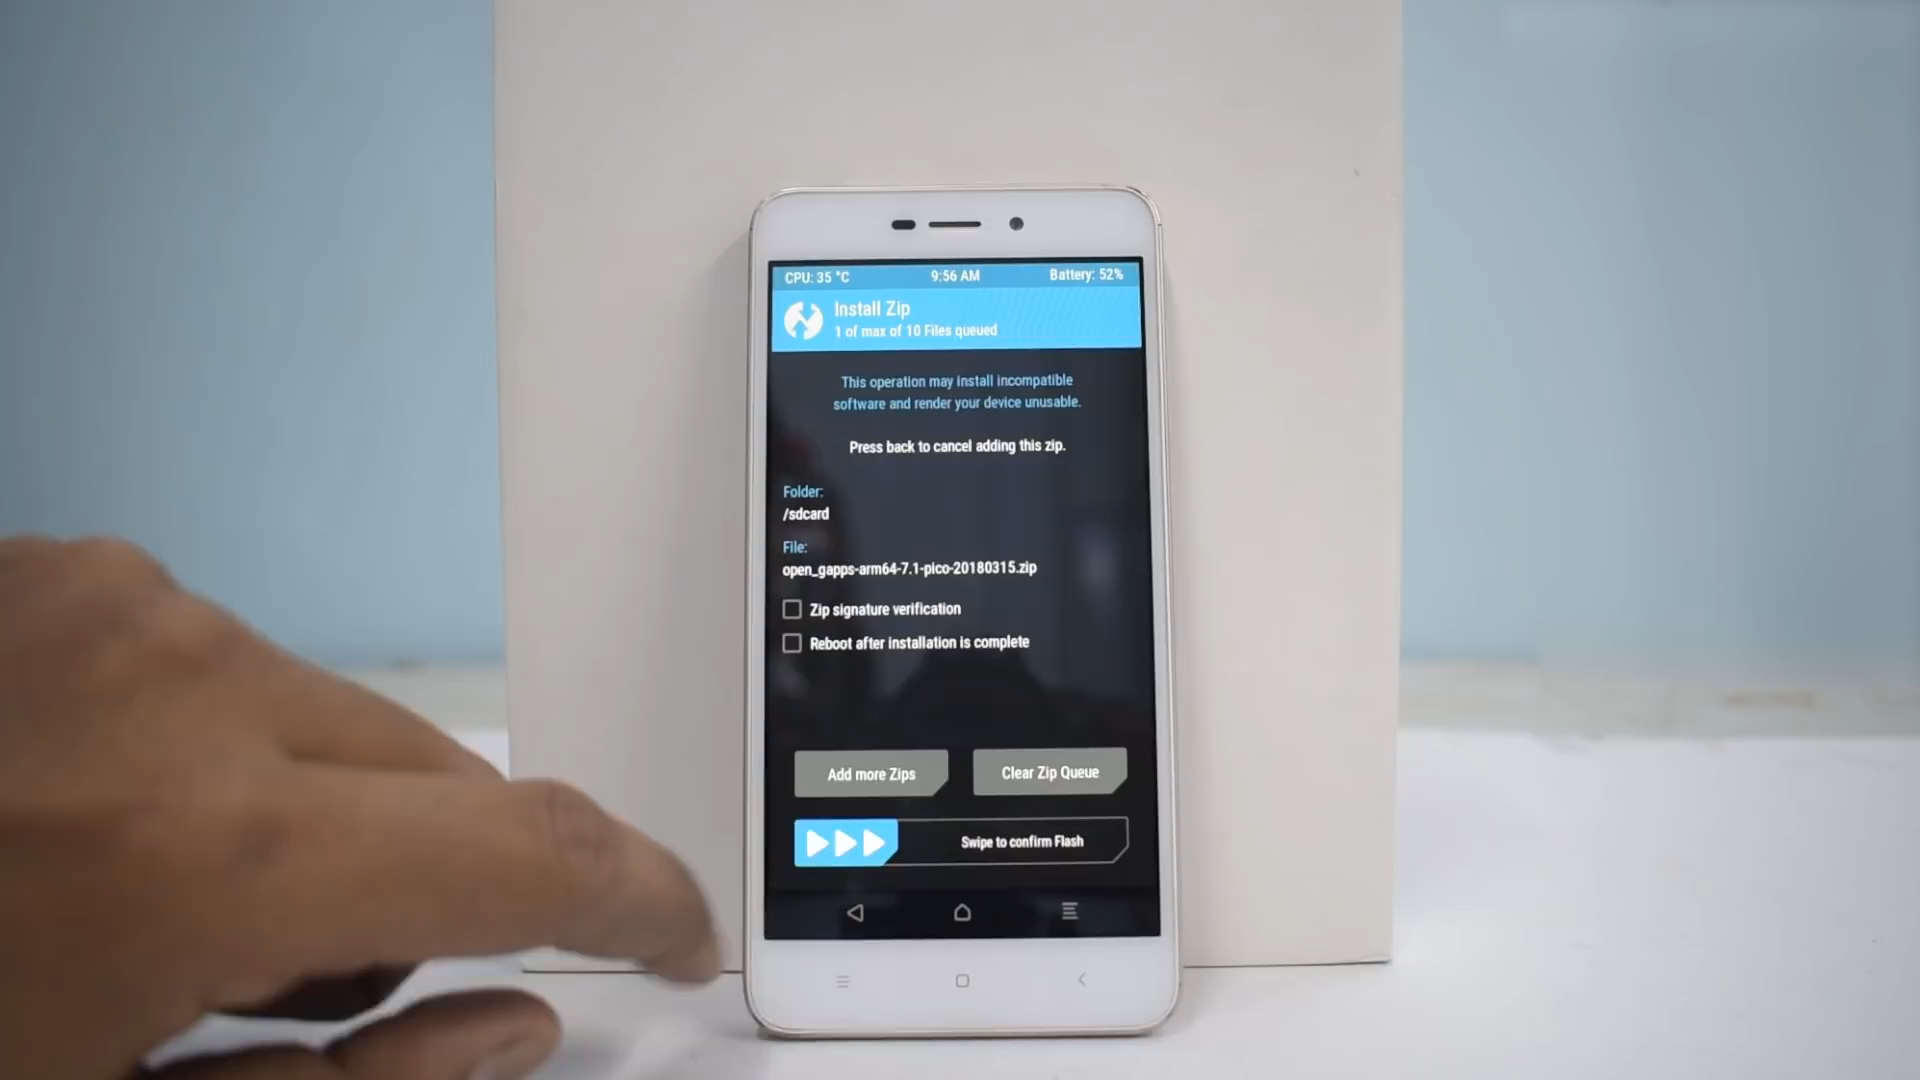 CPU: 35 °C 9:56 AM Battery: 52%
Install Zip
1 of max of 10 Files queued
This operation may install incompatible
software and render your device unusable.
Press back to cancel adding this zip.
Folder:
/sdcard
File:
open_gapps-arm64-7.1-pico-20180315.zip
Zip signature verification
Reboot after installation is complete
Add more Zips Clear Zip Queue
Swipe to confirm Flash